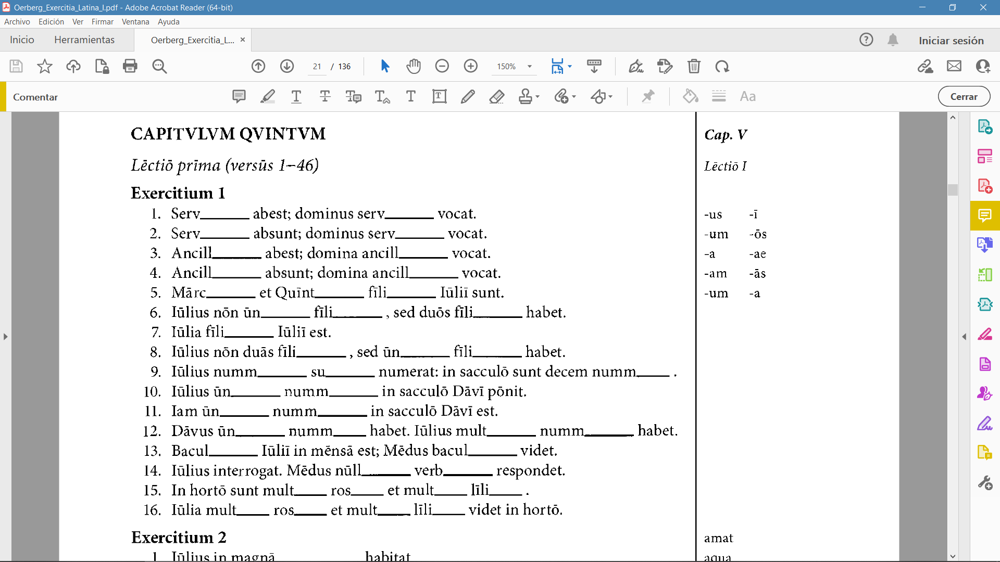 Oerberg_Exercitia_Latina_I.pdf - Adobe Acrobat Reader (64-bit)
Archivo Edición Ver Firmar Ventana Ayuda
Inicio Herramientas Oerberg_Exercitia_L... × Iniciar sesión
21 / 136 150%
Comentar Cerrar
CAPITVLVM QVINTVM
Lēctiō prīma (versūs 1–46)
Exercitium 1
1. Serv______ abest; dominus serv______ vocat.
2. Serv______ absunt; dominus serv______ vocat.
3. Ancill______ abest; domina ancill______ vocat.
4. Ancill______ absunt; domina ancill______ vocat.
5. Mārc______ et Quīnt______ fīli______ Iūliī sunt.
6. Iūlius nōn ūn______ fīli______ , sed duōs fīli______ habet.
7. Iūlia fīli______ Iūliī est.
8. Iūlius nōn duās fīli______ , sed ūn______ fīli______ habet.
9. Iūlius numm______ su______ numerat: in sacculō sunt decem numm____ .
10. Iūlius ūn______ numm______ in sacculō Dāvī pōnit.
11. Iam ūn______ numm______ in sacculō Dāvī est.
12. Dāvus ūn______ numm____ habet. Iūlius mult______ numm______ habet.
13. Bacul______ Iūliī in mēnsā est; Mēdus bacul______ videt.
14. Iūlius interrogat. Mēdus nūll______ verb______ respondet.
15. In hortō sunt mult____ ros____ et mult____ līli____ .
16. Iūlia mult____ ros____ et mult____ līli____ videt in hortō.
Exercitium 2
1. Iūlius in magnā ______ habitat
Cap. V
Lēctiō I
-us -ī
-um -ōs
-a -ae
-am -ās
-um -a
amat
aqua